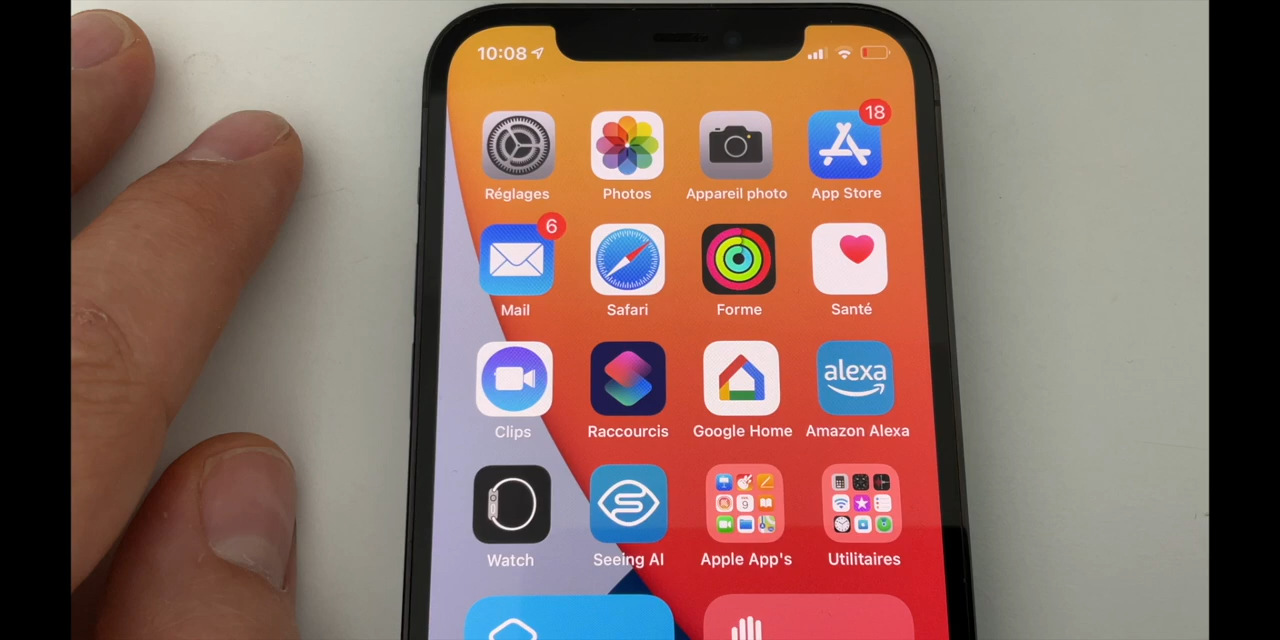 10:08
Réglages Photos Appareil photo App Store
18
Mail Safari Forme Santé
6
alexa
Clips Raccourcis Google Home Amazon Alexa
9
Watch Seeing AI Apple App's Utilitaires